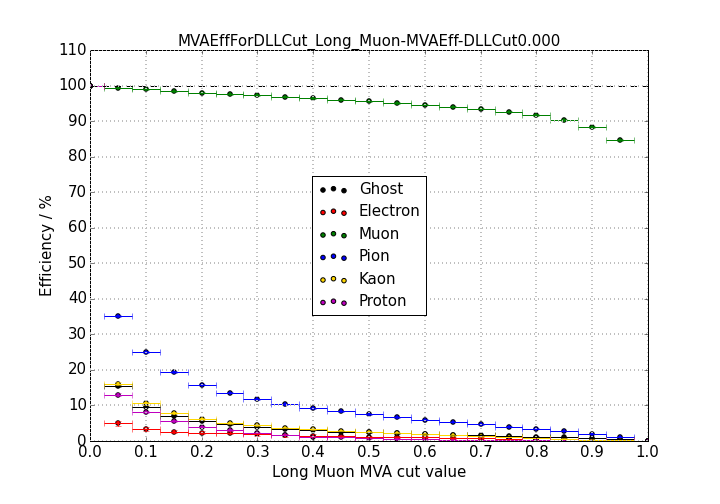 MVAEffForDLLCut_Long_Muon-MVAEff-DLLCut0.000
110
100
90
80
70
60
50
40
30
20
10
0
Efficiency / %
Ghost
Electron
Muon
Pion
Kaon
Proton
0.0 0.1 0.2 0.3 0.4 0.5 0.6 0.7 0.8 0.9 1.0
Long Muon MVA cut value